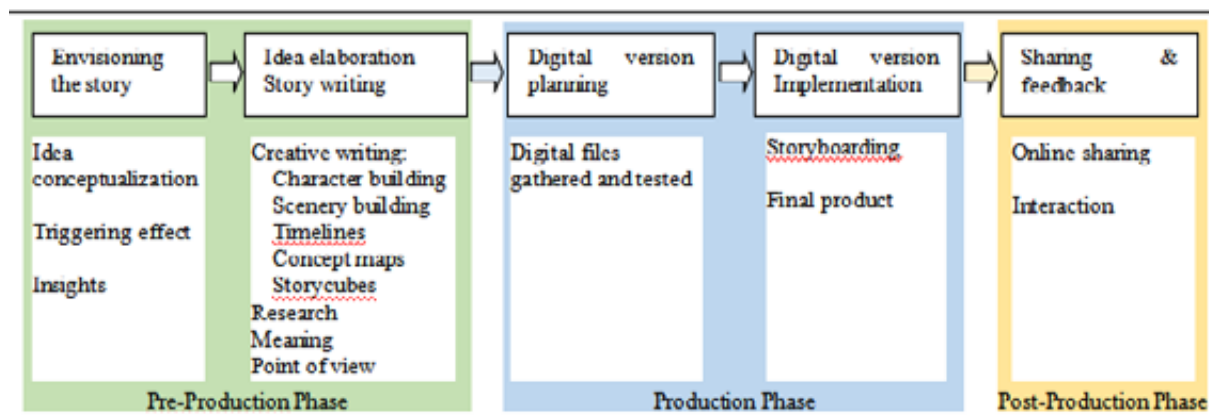 Envisioning
the story
Idea elaboration
Story writing
Digital version
planning
Digital version
Implementation
Sharing &
feedback
Idea
conceptualization
Triggering effect
Insights
Creative writing:
Character building
Scenery building
Timelines
Concept maps
Storycubes
Research
Meaning
Point of view
Digital files
gathered and tested
Storyboarding
Final product
Online sharing
Interaction
Pre-Production Phase
Production Phase
Post-Production Phase